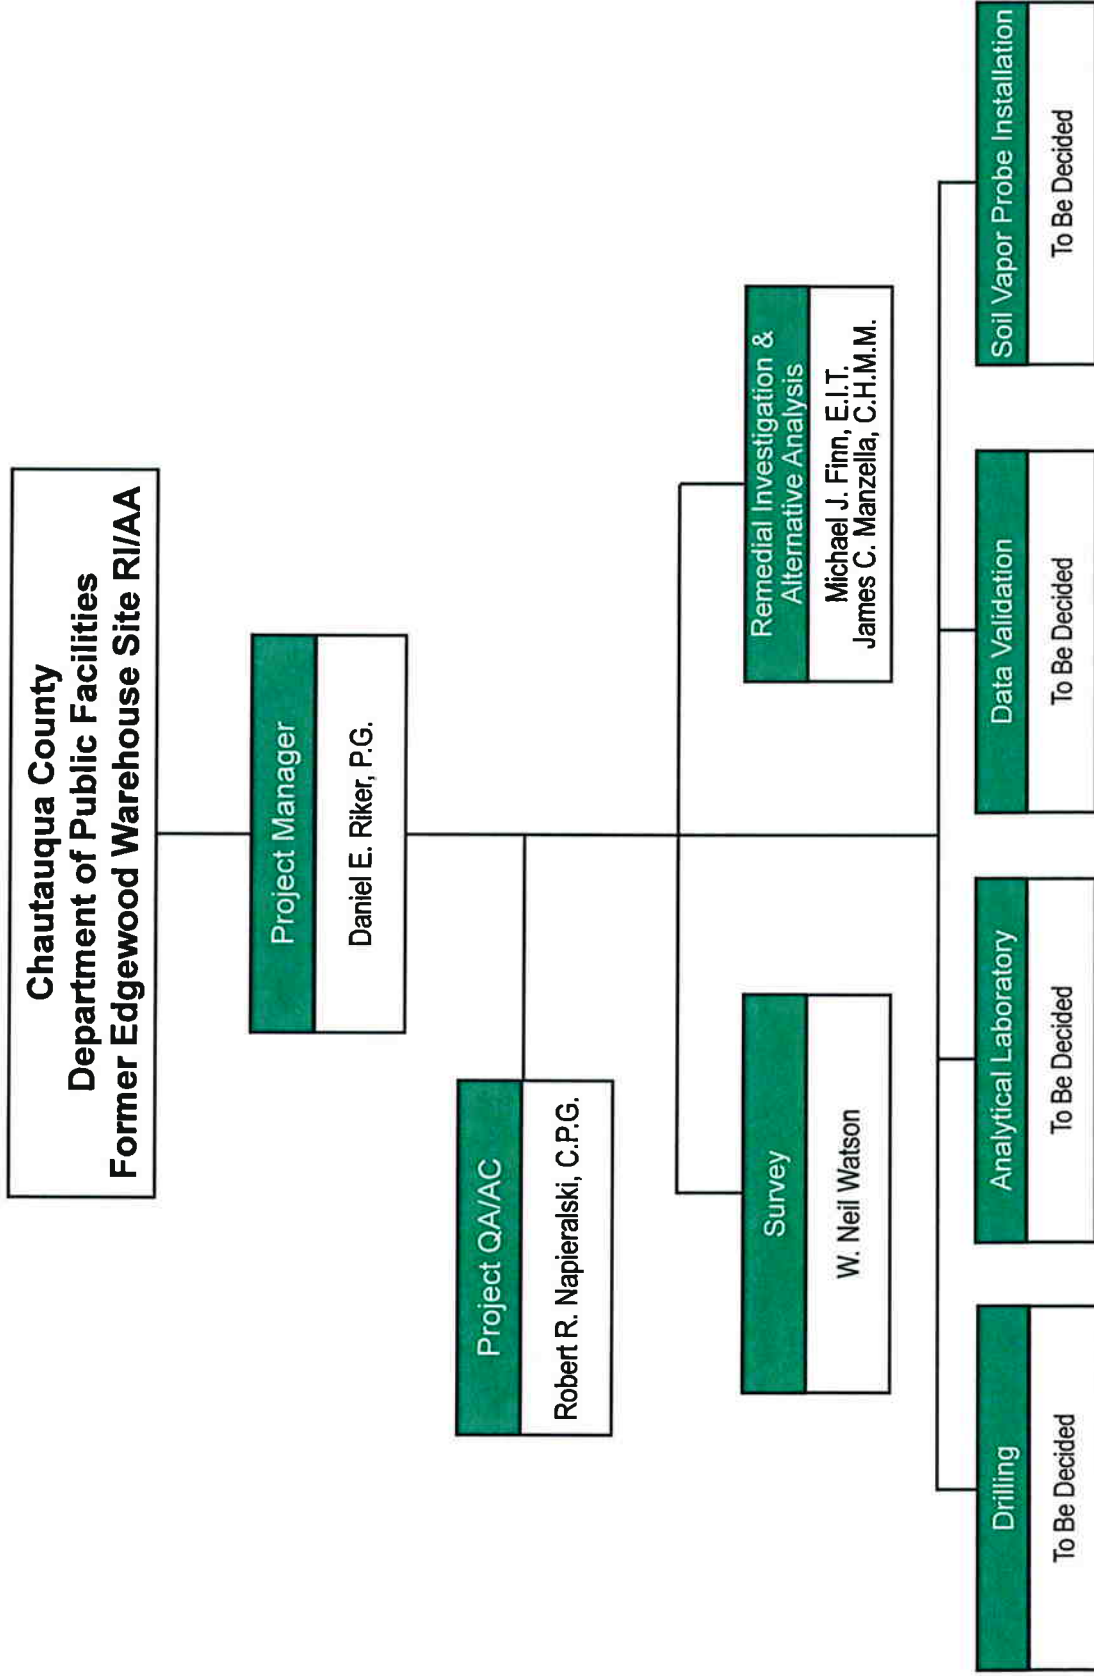 Chautauqua County
Department of Public Facilities
Former Edgewood Warehouse Site RI/AA
Project Manager
Daniel E. Riker, P.G.
Project QA/AC
Robert R. Napieralski, C.P.G.
Survey
W. Neil Watson
Remedial Investigation &
Alternative Analysis
Michael J. Finn, E.I.T.
James C. Manzella, C.H.M.M.
Drilling
To Be Decided
Analytical Laboratory
To Be Decided
Data Validation
To Be Decided
Soil Vapor Probe Installation
To Be Decided